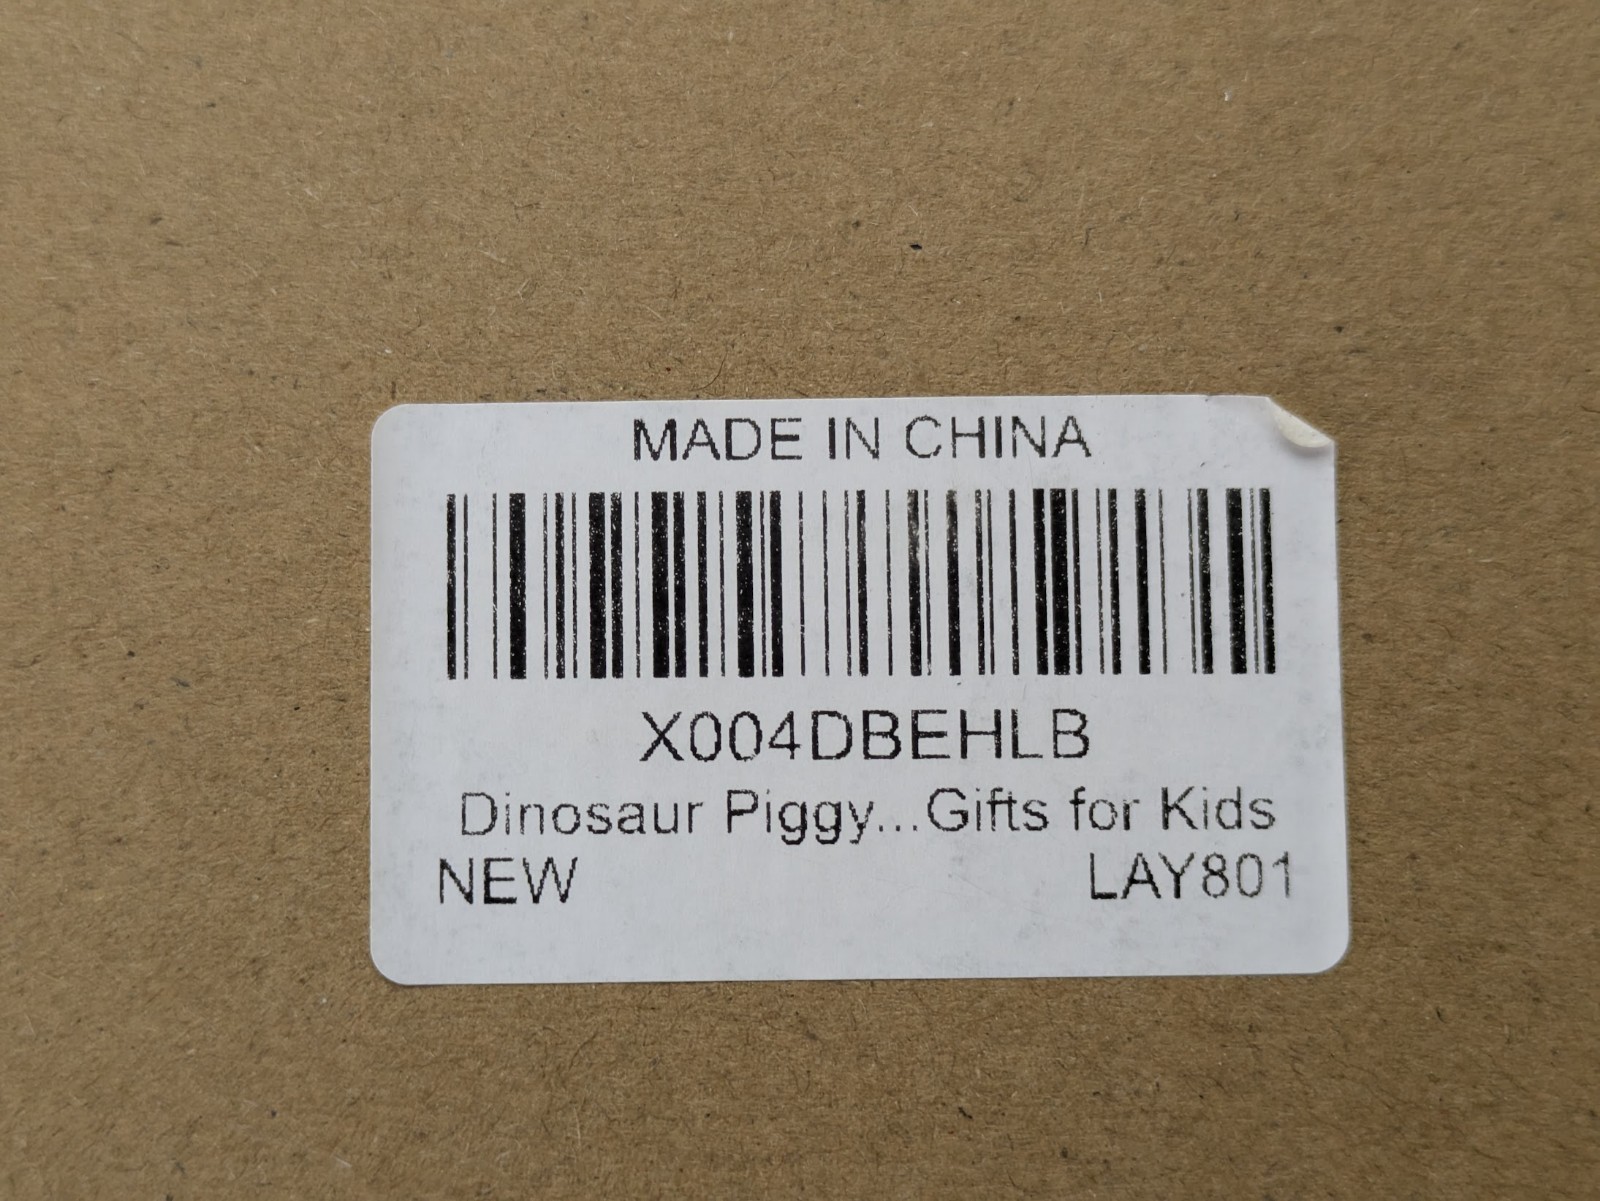 MADE IN CHINA
X004DBEHLB
Dinosaur Piggy...Gifts for Kids
NEW LAY801